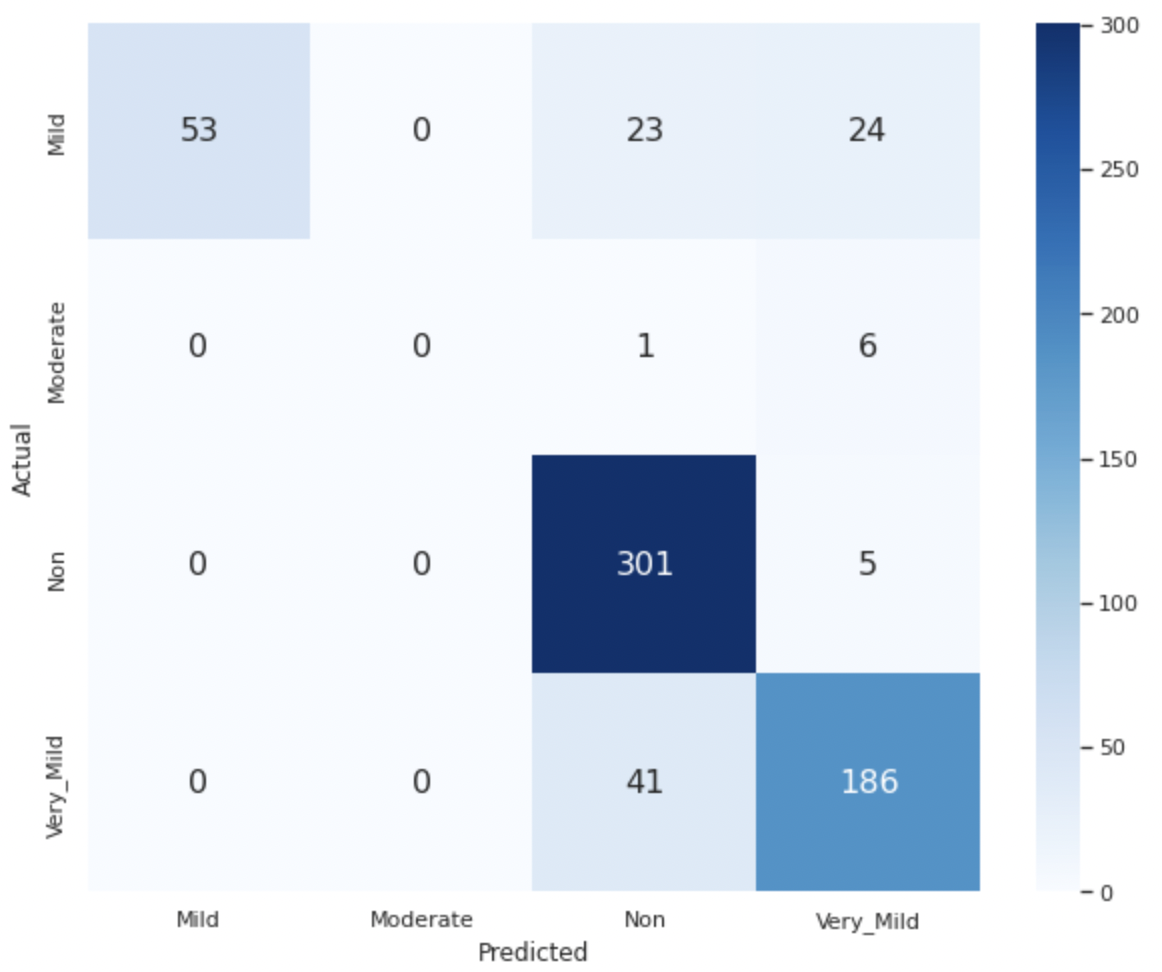 300
Mild
53 0 23 24
250
200
Moderate
0 0 1 6
Actual
150
Non
0 0 301 5
100
50
Very_Mild
0 0 41 186
0
Mild Moderate Non Very_Mild
Predicted